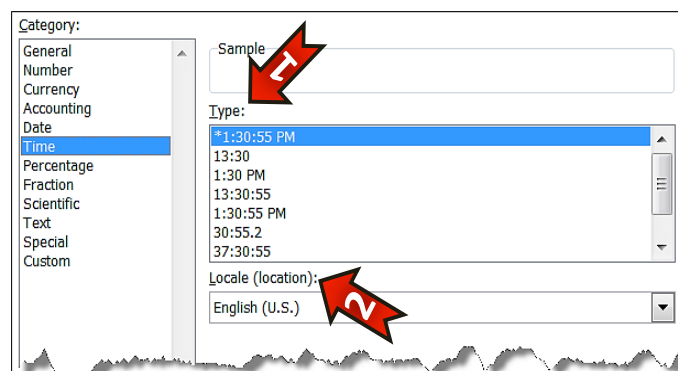 Category:
General
Number
Currency
Accounting
Date
Time
Percentage
Fraction
Scientific
Text
Special
Custom
Sample
1
Type:
*1:30:55 PM
13:30
1:30 PM
13:30:55
1:30:55 PM
30:55.2
37:30:55
Locale (location):
2
English (U.S.)